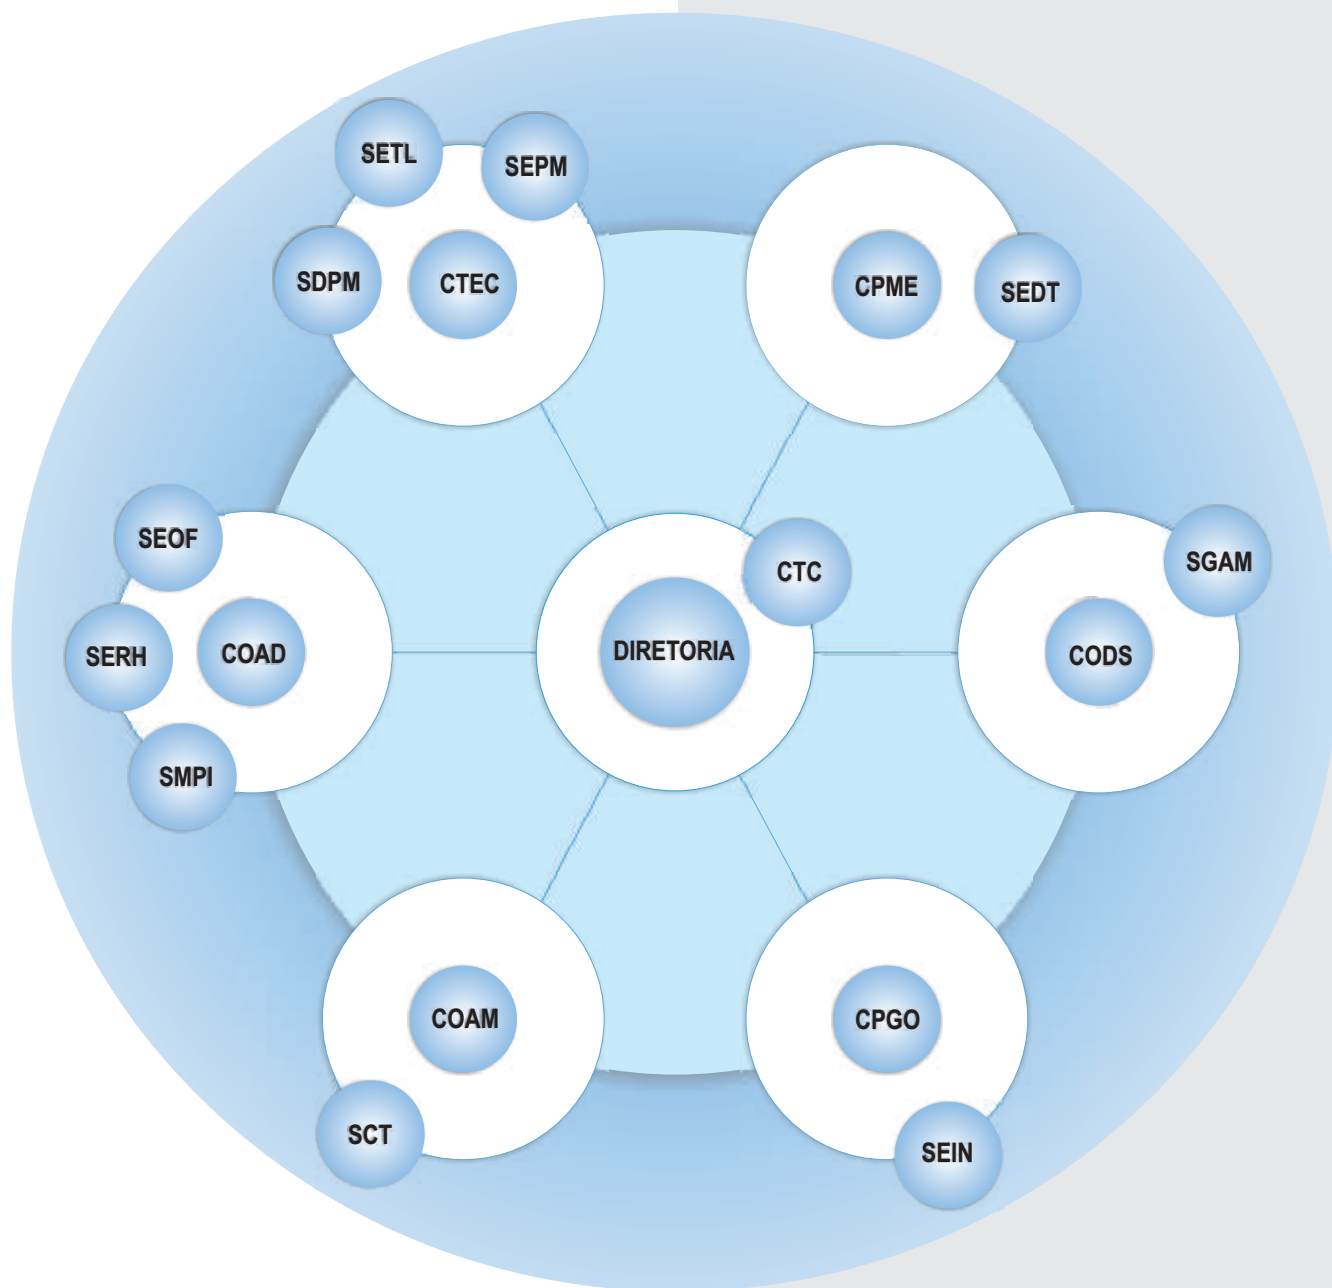 SETL
SEPM
SDPM
CTEC
CPME
SEDT
SEOF
SERH
COAD
SMPI
DIRETORIA
CTC
SGAM
CODS
COAM
SCT
CPGO
SEIN